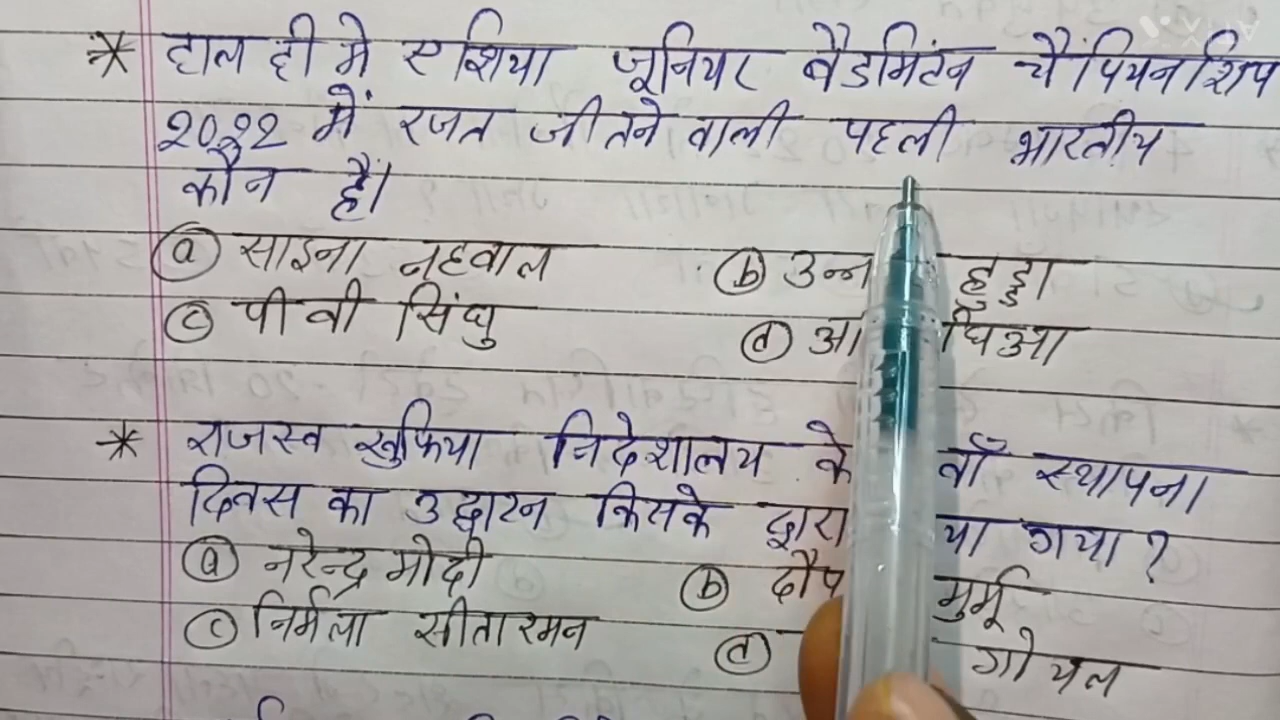 * हाल ही मे एशिया जूनियर बैडमिंटन चैंपियनशिप
2022 में रजत जीतने वाली पहली भारतीय
कौन है।
(a) साइना नहवाल (b) हुड्डा
(c) पी वी सिंधु (d)
* राजस्व खुफिया निदेशालय के वाँ स्थापना
दिवस का उद्घाटन किसके द्वारा गया ?
(a) नरेन्द्र मोदी (b) मुर्मू
(c) निर्मला सीतारमन (d) गोयल